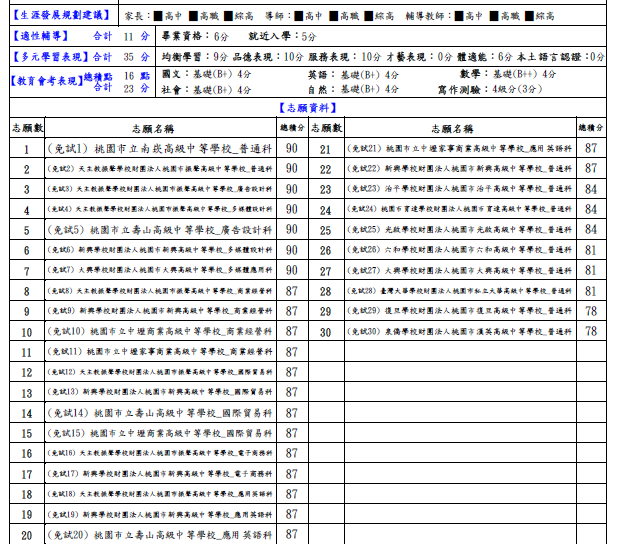 【生涯發展規劃建議】 家長：■高中 ■高職 ■綜高 導師：■高中 ■高職 ■綜高 輔導教師：■高中 ■高職 ■綜高
【適性輔導】 合計 11 分 畢業資格：6分 就近入學：5分
【多元學習表現】 合計 35 分 均衡學習：9分 品德表現：10分 服務表現：10分 才藝表現：0分 體適能：6分 本土語言認證：0分
【教育會考表現】 總積點 16 點 國文：基礎(B+) 4分 英語：基礎(B+) 4分 數學：基礎(B++) 4分
合計 23 分 社會：基礎(B+) 4分 自然：基礎(B) 4分 寫作測驗：4級分(3分)
【志願資料】
志願數 志願名稱 總積分 志願數 志願名稱 總積分
1 (免試1) 桃園市立南崁高級中等學校_普通科 90 21 (免試21) 桃園市立中壢家事商業高級中等學校_應用英語科 87
2 (免試2) 天主教振聲學校財團法人桃園市振聲高級中等學校_普通科 90 22 (免試22) 新興學校財團法人桃園市新興高級中等學校_普通科 87
3 (免試3) 天主教振聲學校財團法人桃園市振聲高級中等學校_廣告設計科 90 23 (免試23) 治平學校財團法人桃園市治平高級中等學校_普通科 84
4 (免試4) 天主教振聲學校財團法人桃園市振聲高級中等學校_多媒體設計科 90 24 (免試24) 桃園市育達學校財團法人桃園市育達高級中等學校_普通科 84
5 (免試5) 桃園市立壽山高級中等學校_廣告設計科 90 25 (免試25) 光啟學校財團法人桃園市光啟高級中等學校_普通科 84
6 (免試6) 新興學校財團法人桃園市新興高級中等學校_多媒體設計科 90 26 (免試26) 六和學校財團法人桃園市六和高級中等學校_普通科 81
7 (免試7) 大興學校財團法人桃園市大興高級中等學校_多媒體應用科 90 27 (免試27) 大興學校財團法人桃園市大興高級中等學校_普通科 81
8 (免試8) 天主教振聲學校財團法人桃園市振聲高級中等學校_商業經營科 87 28 (免試28) 臺灣大華學校財團法人桃園市私立大華高級中等學校_普通科 81
9 (免試9) 新興學校財團法人桃園市新興高級中等學校_商業經營科 87 29 (免試29) 復旦學校財團法人桃園市復旦高級中等學校_普通科 78
10 (免試10) 桃園市立中壢商業高級中等學校_商業經營科 87 30 (免試30) 泉僑學校財團法人桃園市漢英高級中等學校_普通科 78
11 (免試11) 桃園市立中壢家事商業高級中等學校_商業經營科 87
12 (免試12) 天主教振聲學校財團法人桃園市振聲高級中等學校_國際貿易科 87
13 (免試13) 新興學校財團法人桃園市新興高級中等學校_國際貿易科 87
14 (免試14) 桃園市立壽山高級中等學校_國際貿易科 87
15 (免試15) 桃園市立中壢商業高級中等學校_國際貿易科 87
16 (免試16) 天主教振聲學校財團法人桃園市振聲高級中等學校_電子商務科 87
17 (免試17) 新興學校財團法人桃園市新興高級中等學校_電子商務科 87
18 (免試18) 天主教振聲學校財團法人桃園市振聲高級中等學校_應用英語科 87
19 (免試19) 新興學校財團法人桃園市新興高級中等學校_應用英語科 87
20 (免試20) 桃園市立壽山高級中等學校_應用英語科 87